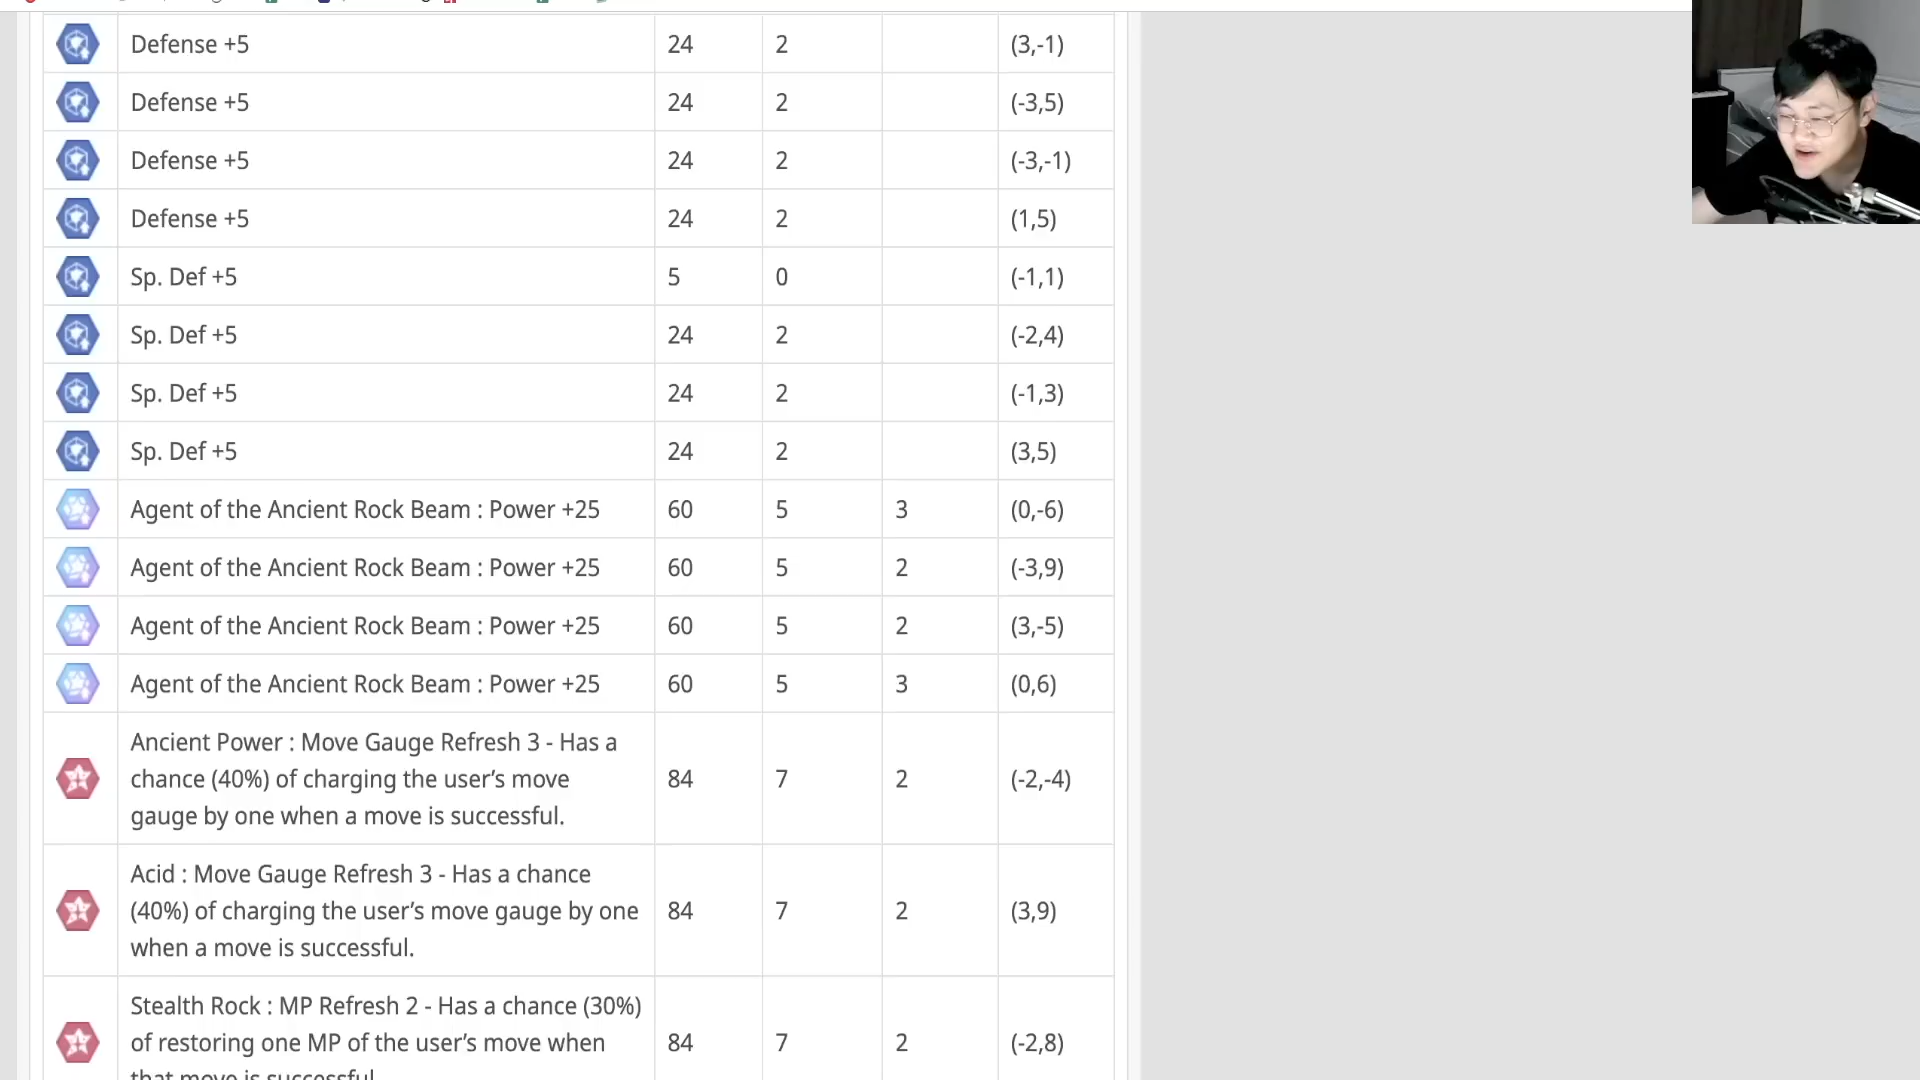 Defense +5 24 2 (3,-1)
Defense +5 24 2 (-3,5)
Defense +5 24 2 (-3,-1)
Defense +5 24 2 (1,5)
Sp. Def +5 5 0 (-1,1)
Sp. Def +5 24 2 (-2,4)
Sp. Def +5 24 2 (-1,3)
Sp. Def +5 24 2 (3,5)
Agent of the Ancient Rock Beam : Power +25 60 5 3 (0,-6)
Agent of the Ancient Rock Beam : Power +25 60 5 2 (-3,9)
Agent of the Ancient Rock Beam : Power +25 60 5 2 (3,-5)
Agent of the Ancient Rock Beam : Power +25 60 5 3 (0,6)
Ancient Power : Move Gauge Refresh 3 - Has a
chance (40%) of charging the user’s move 84 7 2 (-2,-4)
gauge by one when a move is successful.
Acid : Move Gauge Refresh 3 - Has a chance
(40%) of charging the user’s move gauge by one 84 7 2 (3,9)
when a move is successful.
Stealth Rock : MP Refresh 2 - Has a chance (30%)
of restoring one MP of the user’s move when 84 7 2 (-2,8)
that move is successful